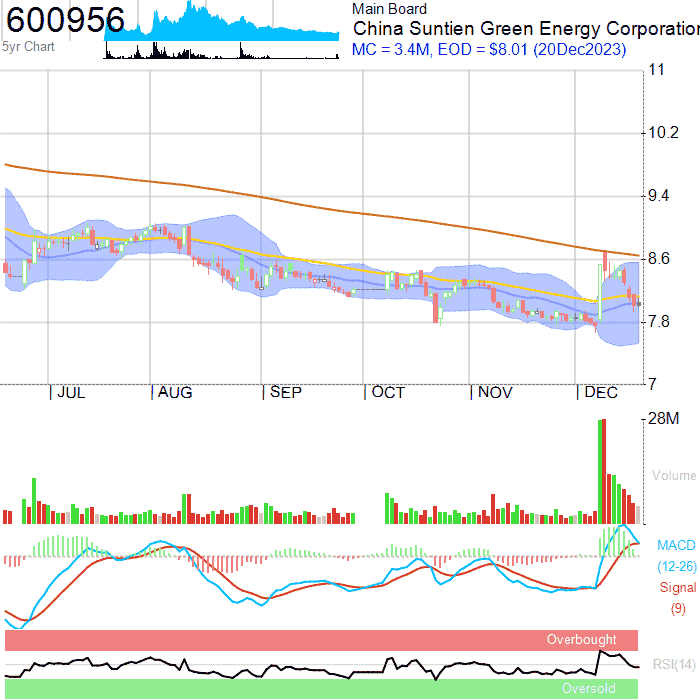 600956
5yr Chart
Main Board
China Suntien Green Energy Corporation
MC = 3.4M, EOD = $8.01 (20Dec2023)
11
10.2
9.4
8.6
7.8
7
JUL AUG SEP OCT NOV DEC
28M
Volume
MACD
(12-26)
Signal
(9)
Overbought
RSI(14)
Oversold